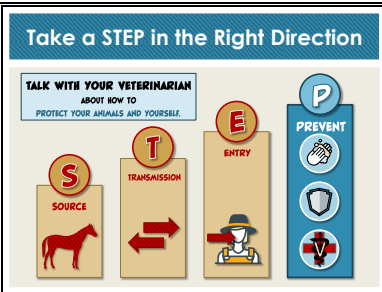 Take a STEP in the Right Direction
TALK WITH YOUR VETERINARIAN
ABOUT HOW TO
PROTECT YOUR ANIMALS AND YOURSELF.
S
SOURCE
T
TRANSMISSION
E
ENTRY
P
PREVENT
V